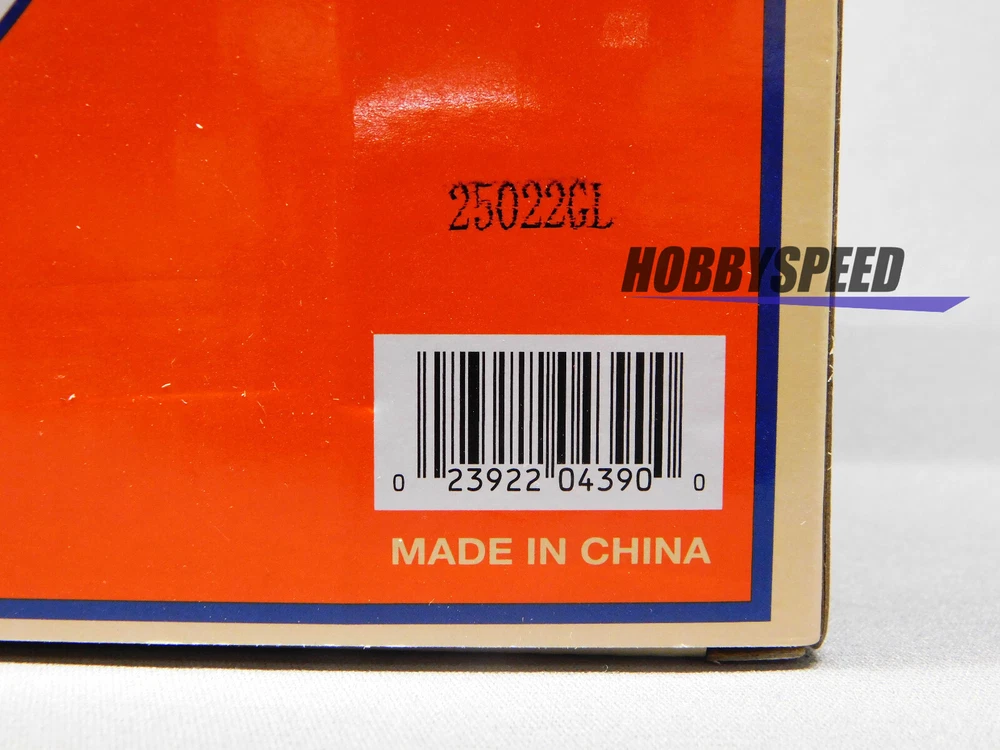 25022GL
HOBBYSPEED
0 23922 04390 0
MADE IN CHINA